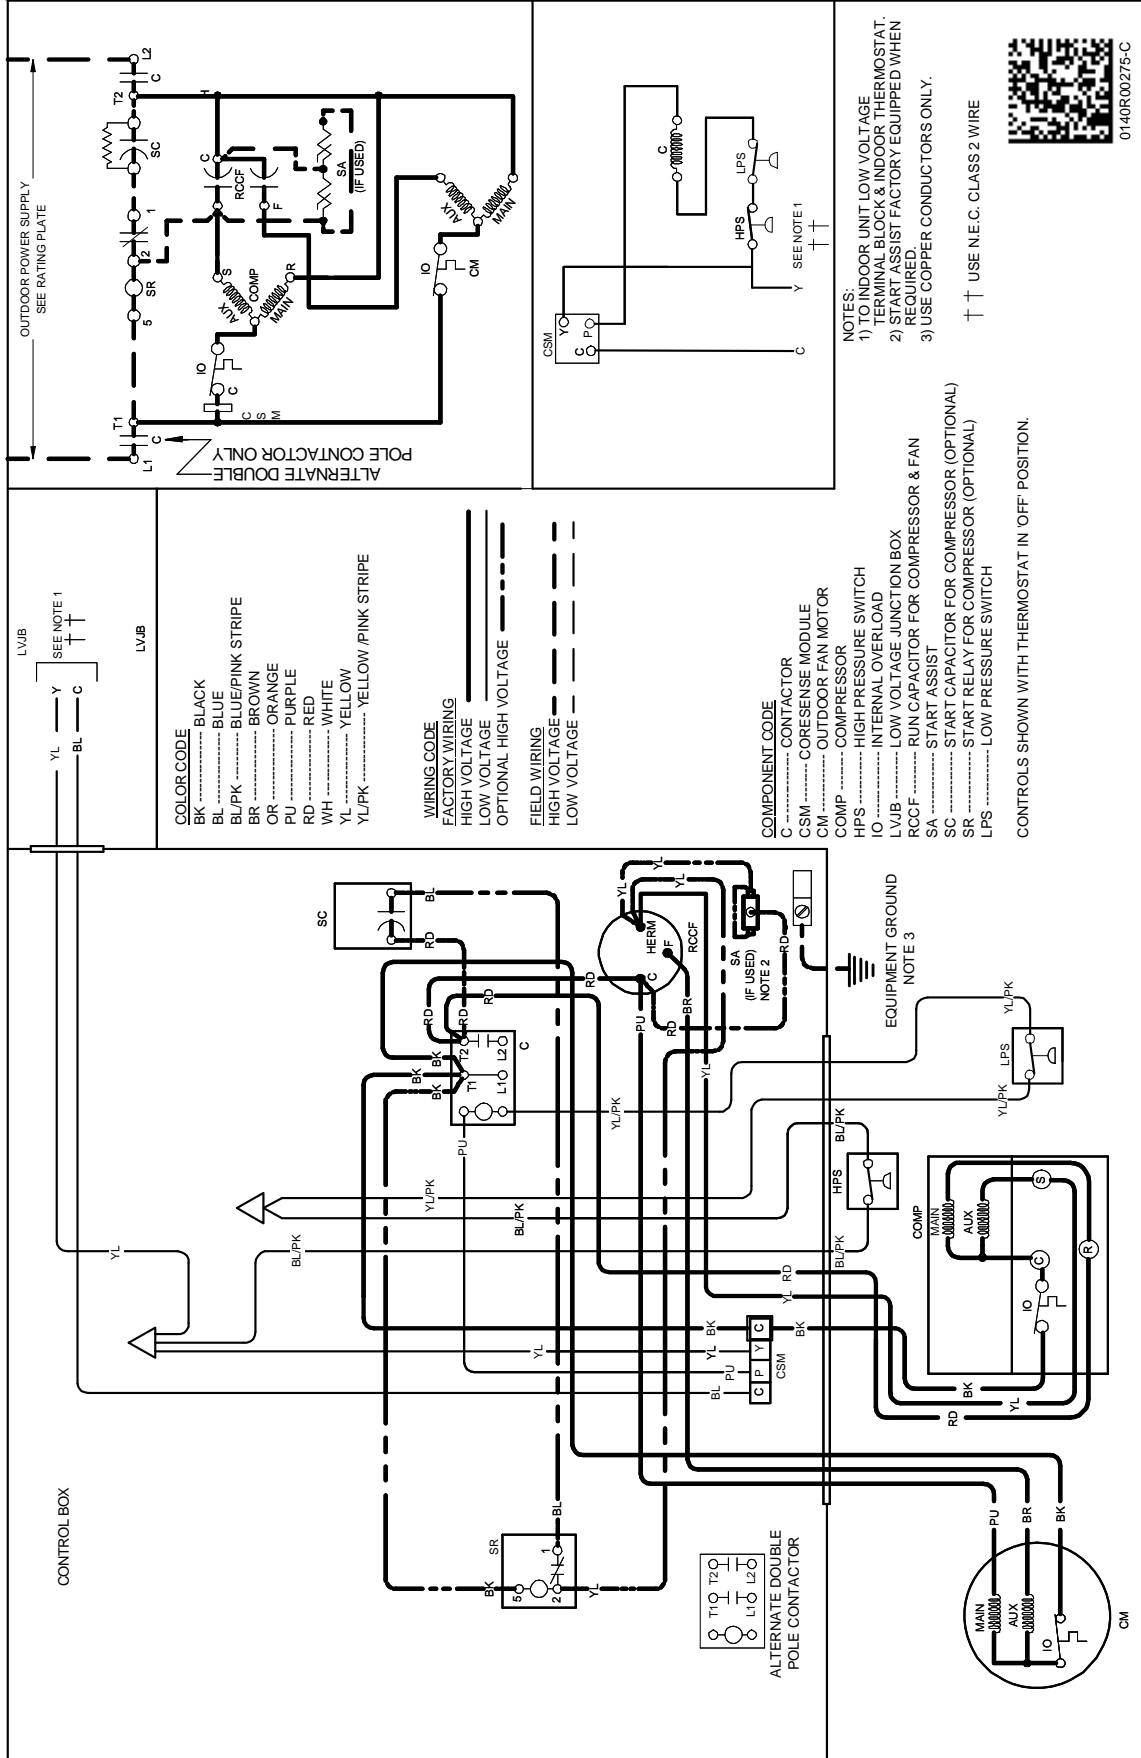 CONTROL BOX
YL
BL
Y
C
LVJB
SEE NOTE 1
††
LVJB
YL
BL/PK
YL/PK
BL/PK
PU
BK
BK
BK
RD
RD
RD
T2
T1
L2
L1
C
SC
RD
BL
RD
YL/PK
BK
YL
PU
BL
C
Y
P
C
CSM
BK
SR
5
2
1
BK
YL
BL
PU
BR
RD
YL
YL
YL
HERM
C
F
RCCF
SA
(IF USED)
NOTE 2
RD
RD
YL
EQUIPMENT GROUND
NOTE 3
BL/PK
BL/PK
HPS
YL/PK
YL/PK
LPS
COMP
MAIN
AUX
IO
C
S
R
BK
YL
RD
ALTERNATE DOUBLE
POLE CONTACTOR
T1
T2
L1
L2
PU
BR
BK
MAIN
AUX
IO
CM
COLOR CODE
BK ------------ BLACK
BL ------------ BLUE
BL/PK -------- BLUE/PINK STRIPE
BR ------------ BROWN
OR ------------ ORANGE
PU ------------ PURPLE
RD ------------ RED
WH ------------ WHITE
YL ------------ YELLOW
YL/PK -------- YELLOW /PINK STRIPE
WIRING CODE
FACTORY WIRING
HIGH VOLTAGE
LOW VOLTAGE
OPTIONAL HIGH VOLTAGE
FIELD WIRING
HIGH VOLTAGE
LOW VOLTAGE
COMPONENT CODE
C ------------ CONTACTOR
CSM -------- CORESENSE MODULE
CM ---------- OUTDOOR FAN MOTOR
COMP ------- COMPRESSOR
HPS --------- HIGH PRESSURE SWITCH
IO ------------ INTERNAL OVERLOAD
LVJB -------- LOW VOLTAGE JUNCTION BOX
RCCF ------- RUN CAPACITOR FOR COMPRESSOR & FAN
SA ----------- START ASSIST
SC ----------- START CAPACITOR FOR COMPRESSOR (OPTIONAL)
SR ----------- START RELAY FOR COMPRESSOR (OPTIONAL)
LPS ---------- LOW PRESSURE SWITCH
CONTROLS SHOWN WITH THERMOSTAT IN 'OFF' POSITION.
OUTDOOR POWER SUPPLY
SEE RATING PLATE
L1
C
T1
5
SR
2
1
SC
T2
C
L2
ALTERNATE DOUBLE
POLE CONTACTOR ONLY
C
S
M
C
IO
S
AUX
COMP
MAIN
R
C
RCCF
H
F
SA
(IF USED)
IO
CM
AUX
MAIN
CSM
Y
C
P
C
HPS
LPS
C
Y
SEE NOTE 1
††
NOTES:
1) TO INDOOR UNIT LOW VOLTAGE
TERMINAL BLOCK & INDOOR THERMOSTAT.
2) START ASSIST FACTORY EQUIPPED WHEN
REQUIRED.
3) USE COPPER CONDUCTORS ONLY.
†† USE N.E.C. CLASS 2 WIRE
0140R00275-C